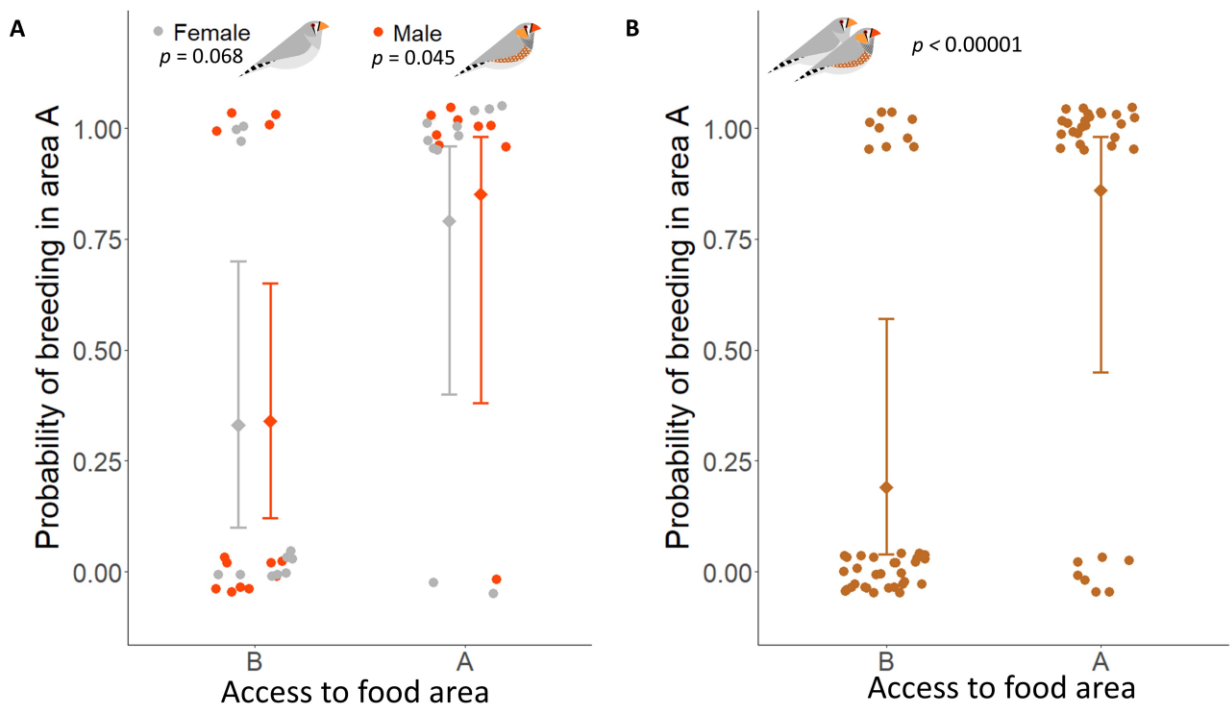 A
Female
p = 0.068
Male
p = 0.045
Probability of breeding in area A
1.00
0.75
0.50
0.25
0.00
B
A
Access to food area
B
p < 0.00001
Probability of breeding in area A
1.00
0.75
0.50
0.25
0.00
B
A
Access to food area